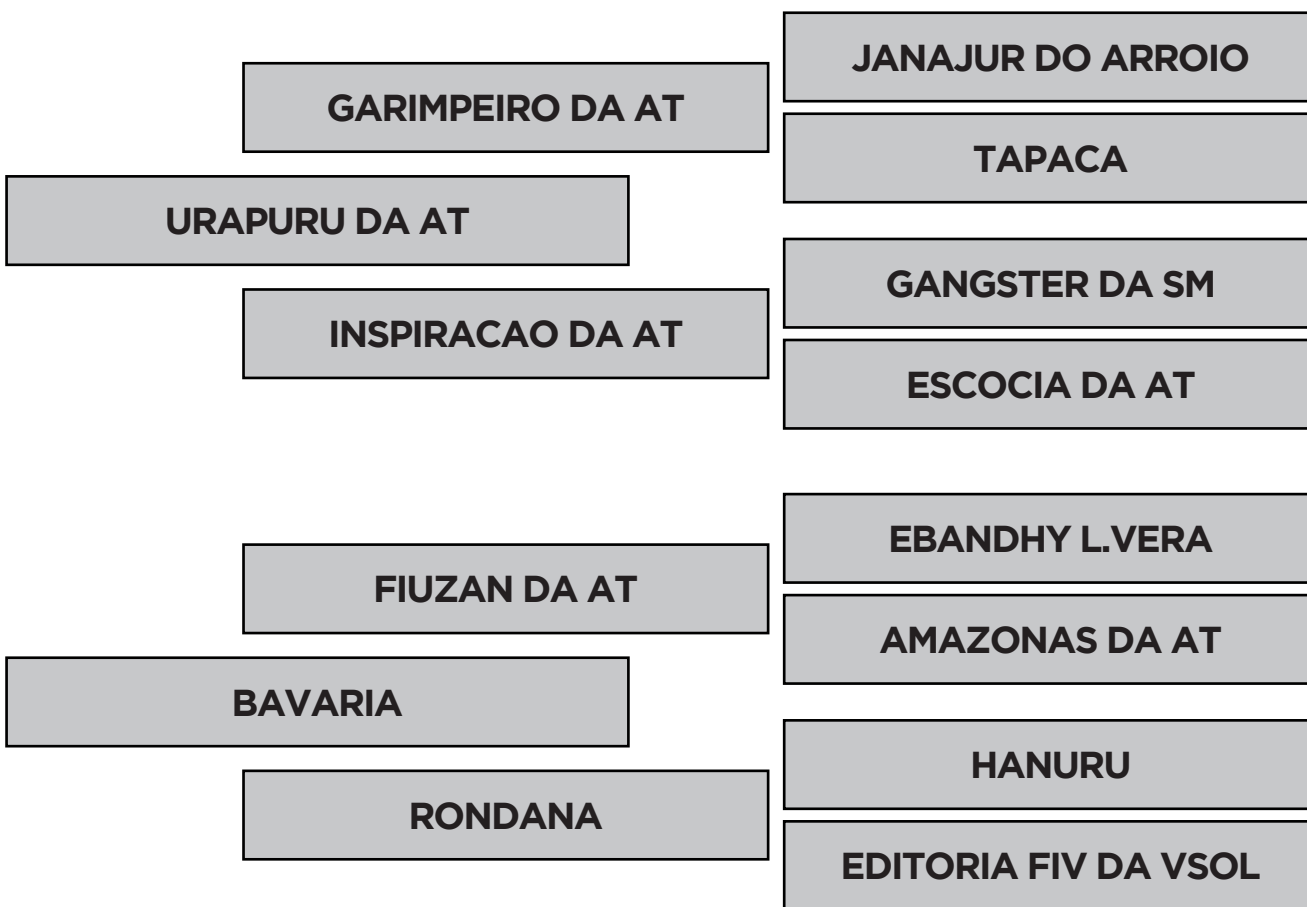 JANAJUR DO ARROIO
GARIMPEIRO DA AT
TAPACA
URAPURU DA AT
GANGSTER DA SM
INSPIRACAO DA AT
ESCOCIA DA AT
EBANDHY L.VERA
FIUZAN DA AT
AMAZONAS DA AT
BAVARIA
HANURU
RONDANA
EDITORIA FIV DA VSOL